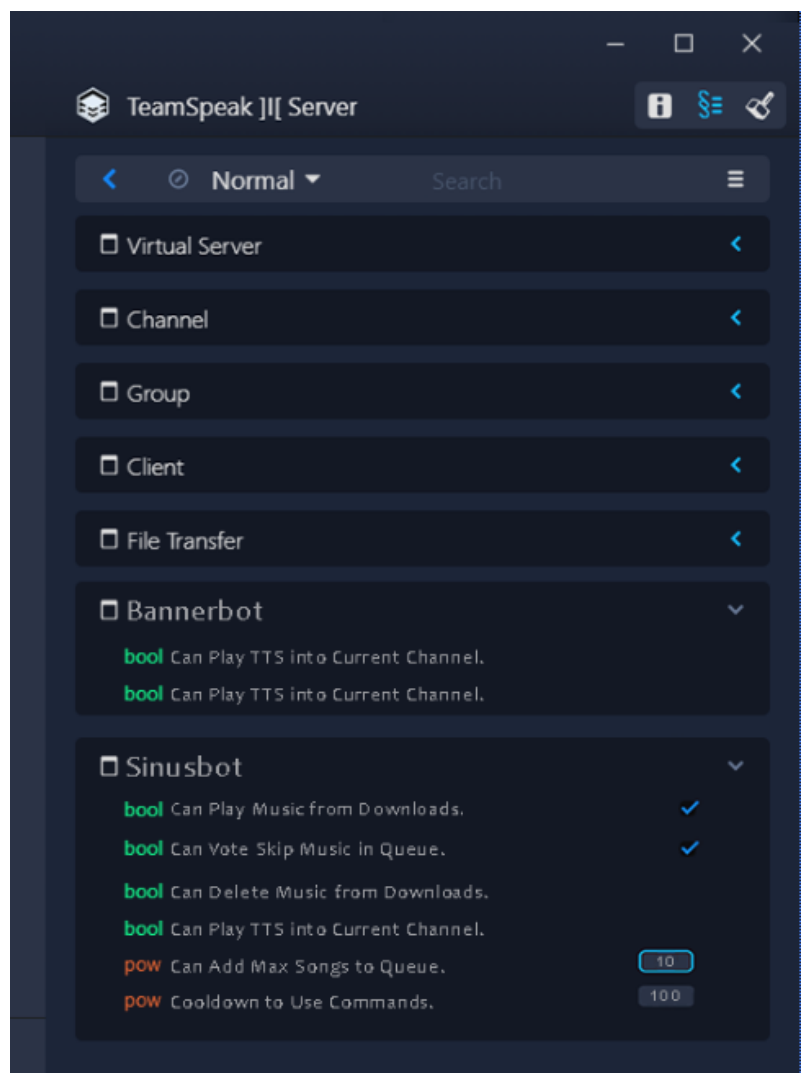 TeamSpeak ]I[ Server
Normal Search
Virtual Server
Channel
Group
Client
File Transfer
Bannerbot
bool Can Play TTS into Current Channel.
bool Can Play TTS into Current Channel.
Sinusbot
bool Can Play Music from Downloads.
bool Can Vote Skip Music in Queue.
bool Can Delete Music from Downloads.
bool Can Play TTS into Current Channel.
pow Can Add Max Songs to Queue. 10
pow Cooldown to Use Commands. 100